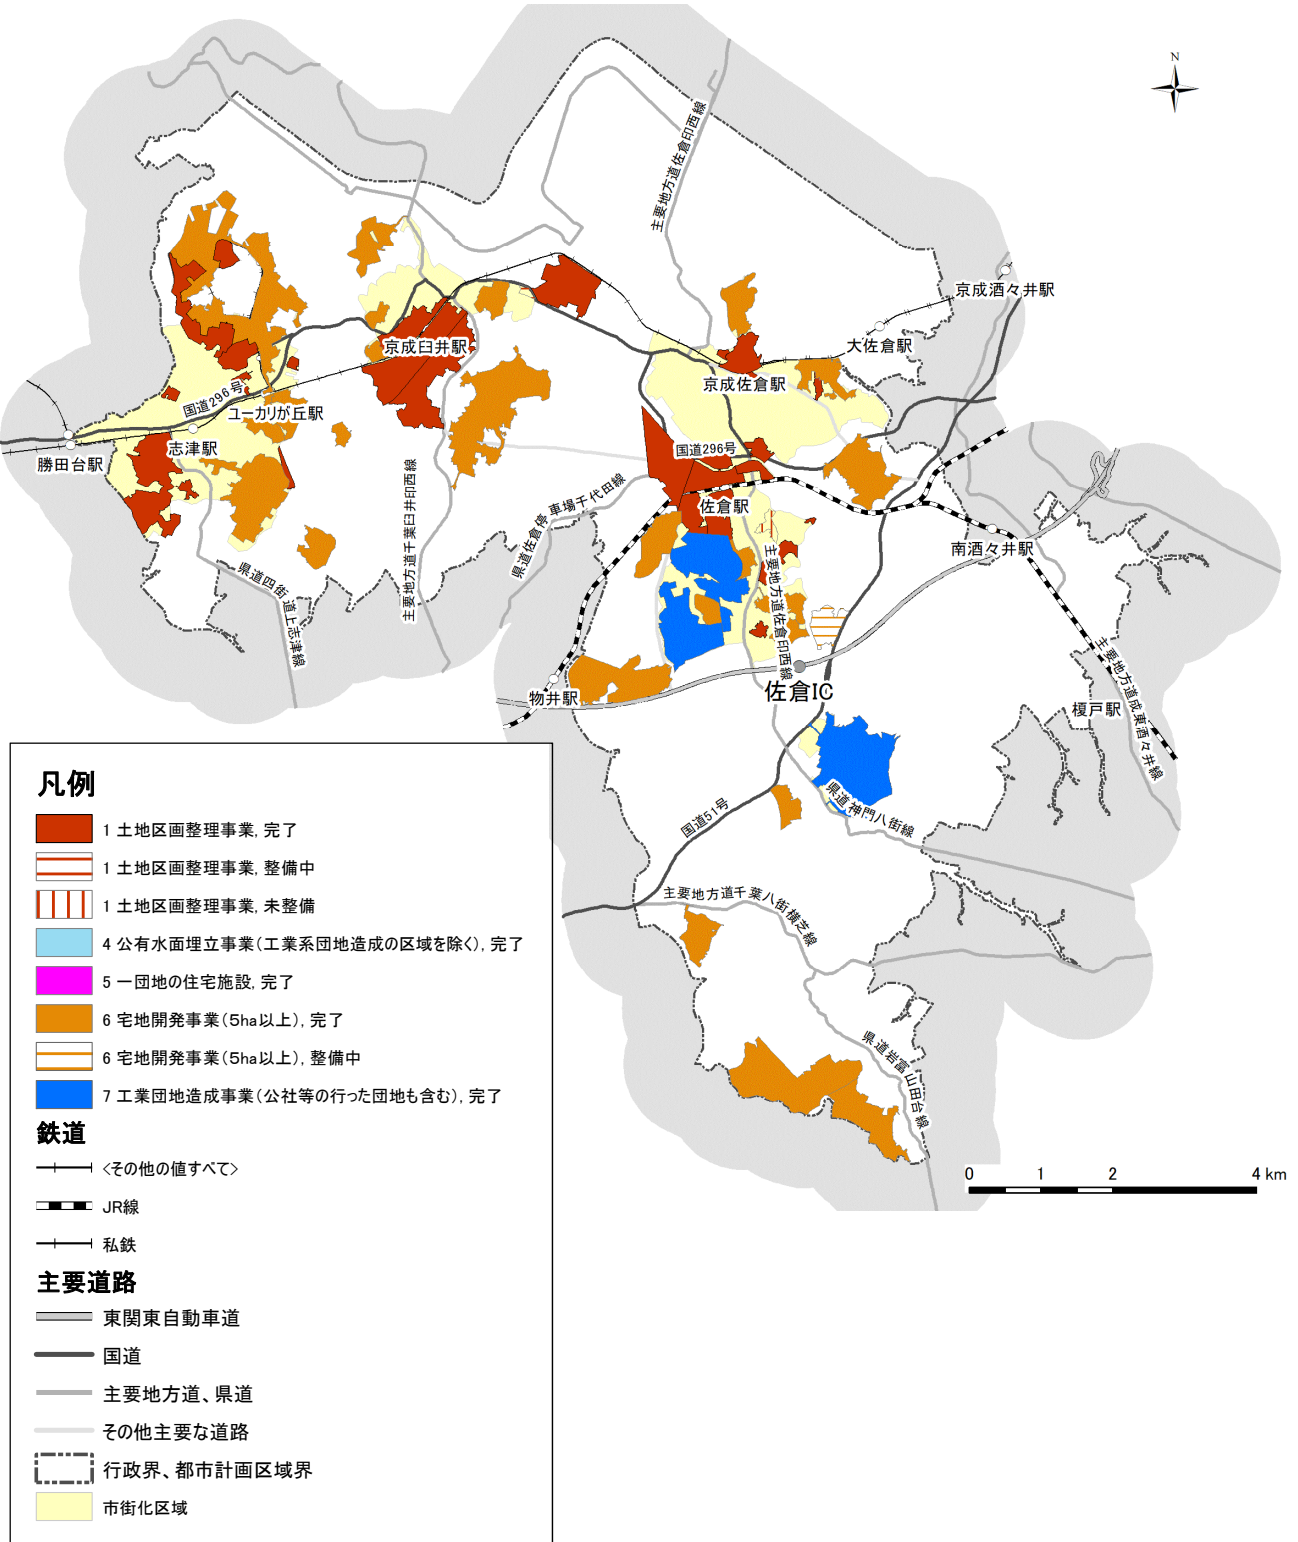 N
主要地方道佐倉印西線
京成酒々井駅
大佐倉駅
京成臼井駅
京成佐倉駅
国道296号
ユーカリが丘駅
志津駅
勝田台駅
国道296号
佐倉駅
県道佐倉停車場千代田線
主要地方道千葉臼井印西線
県道四街道上志津線
南酒々井駅
主要地方道佐倉印西線
主要地方道成東酒々井線
物井駅
佐倉IC
榎戸駅
国道51号
県道神門八街線
主要地方道千葉八街横芝線
県道岩富山田台線
0 1 2 4 km
凡例
1 土地区画整理事業, 完了
1 土地区画整理事業, 整備中
1 土地区画整理事業, 未整備
4 公有水面埋立事業(工業系団地造成の区域を除く), 完了
5 一団地の住宅施設, 完了
6 宅地開発事業(5ha以上), 完了
6 宅地開発事業(5ha以上), 整備中
7 工業団地造成事業(公社等の行った団地も含む), 完了
鉄道
<その他の値すべて>
JR線
私鉄
主要道路
東関東自動車道
国道
主要地方道、県道
その他主要な道路
行政界、都市計画区域界
市街化区域